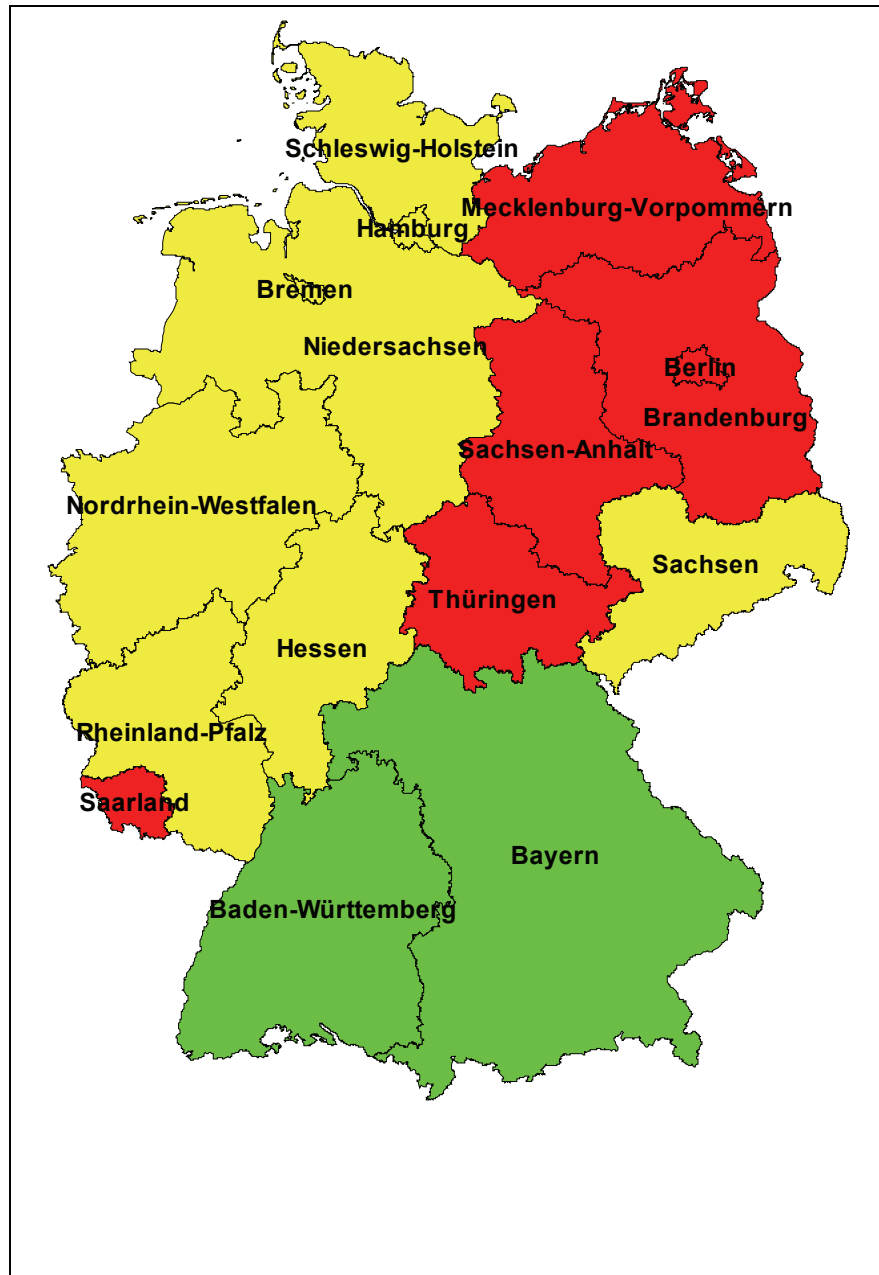 Schleswig-Holstein
Mecklenburg-Vorpommern
Hamburg
Bremen
Niedersachsen
Berlin
Brandenburg
Sachsen-Anhalt
Nordrhein-Westfalen
Sachsen
Thüringen
Hessen
Rheinland-Pfalz
Saarland
Bayern
Baden-Württemberg